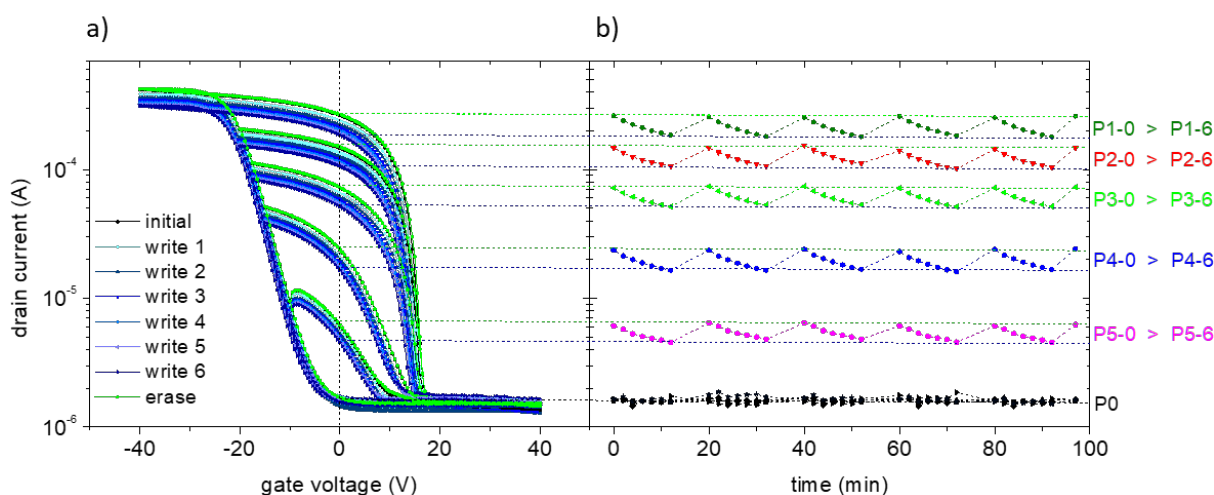 a)
b)
drain current (A)
10⁻⁴
10⁻⁵
10⁻⁶
initial
write 1
write 2
write 3
write 4
write 5
write 6
erase
-40 -20 0 20 40
gate voltage (V)
0 20 40 60 80 100
time (min)
P1-0 > P1-6
P2-0 > P2-6
P3-0 > P3-6
P4-0 > P4-6
P5-0 > P5-6
P0